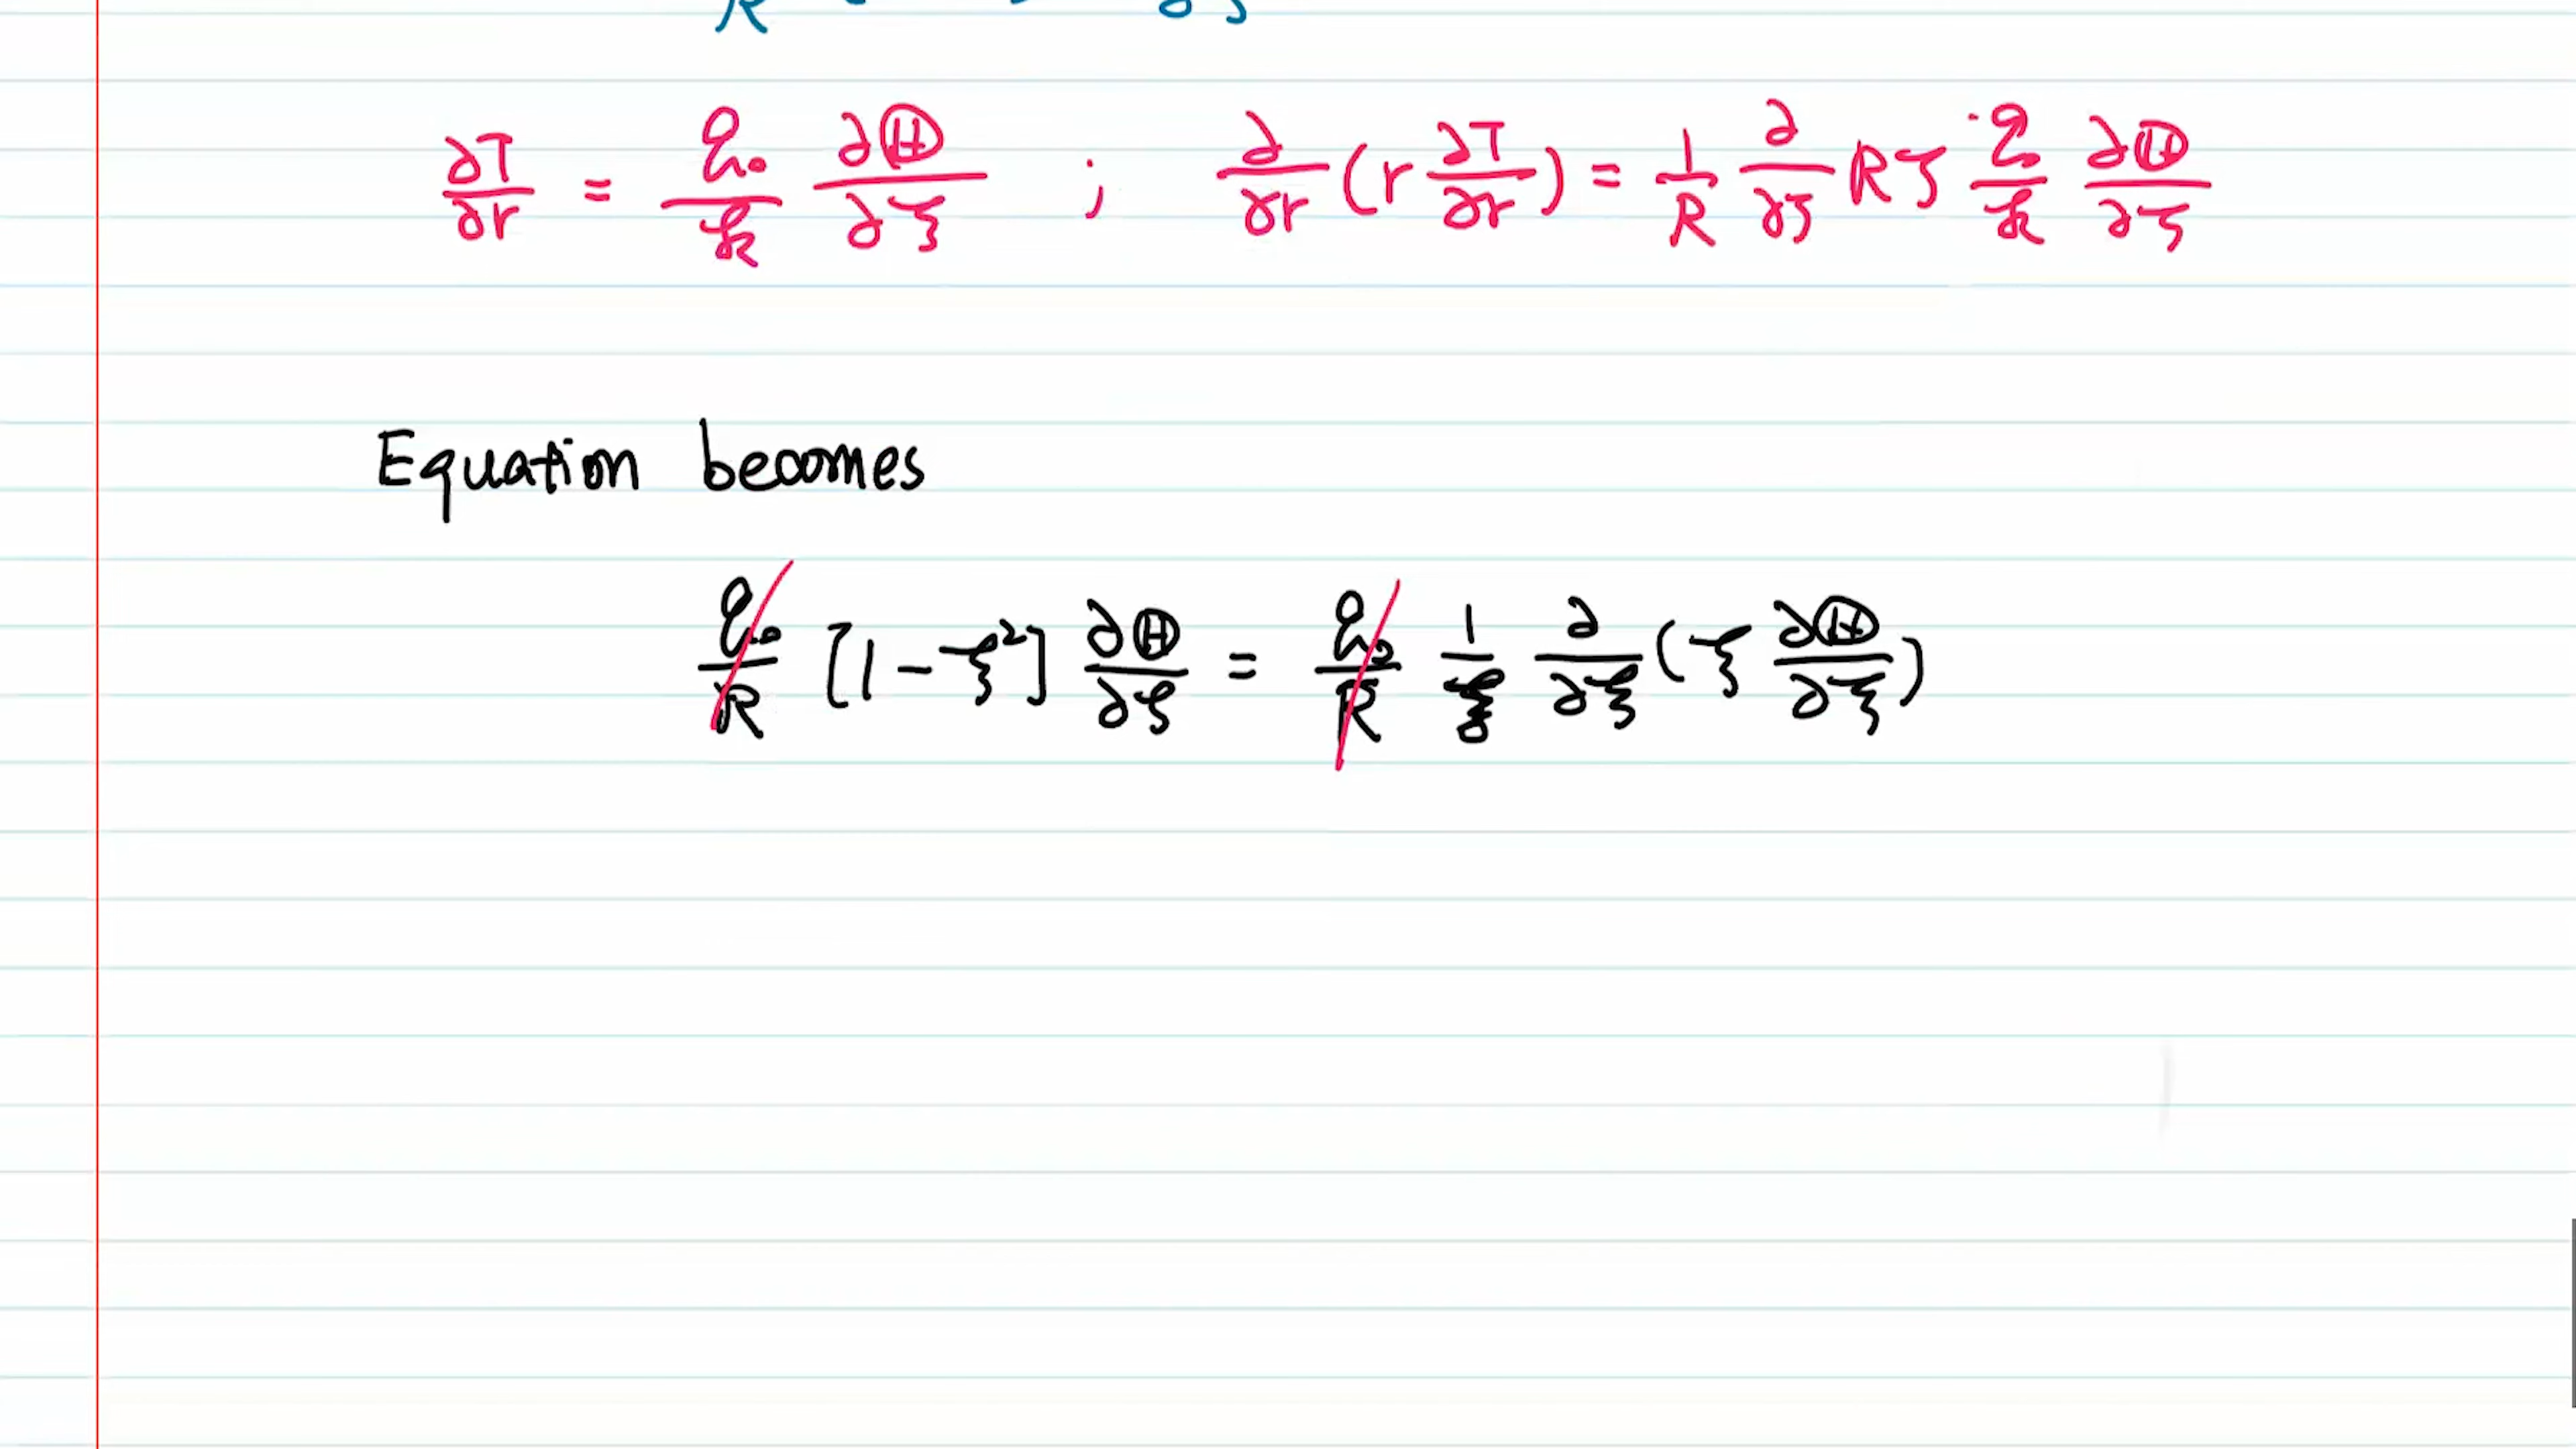 ∂T/∂r = q₀/k ∂Θ/∂ξ ; ∂/∂r (r ∂T/∂r) = 1/R ∂/∂ξ Rξ q₀/k ∂Θ/∂ξ
Equation becomes
q₀/R [1 - ξ²] ∂Θ/∂ζ = q₀/R 1/ξ ∂/∂ξ (ξ ∂Θ/∂ξ)